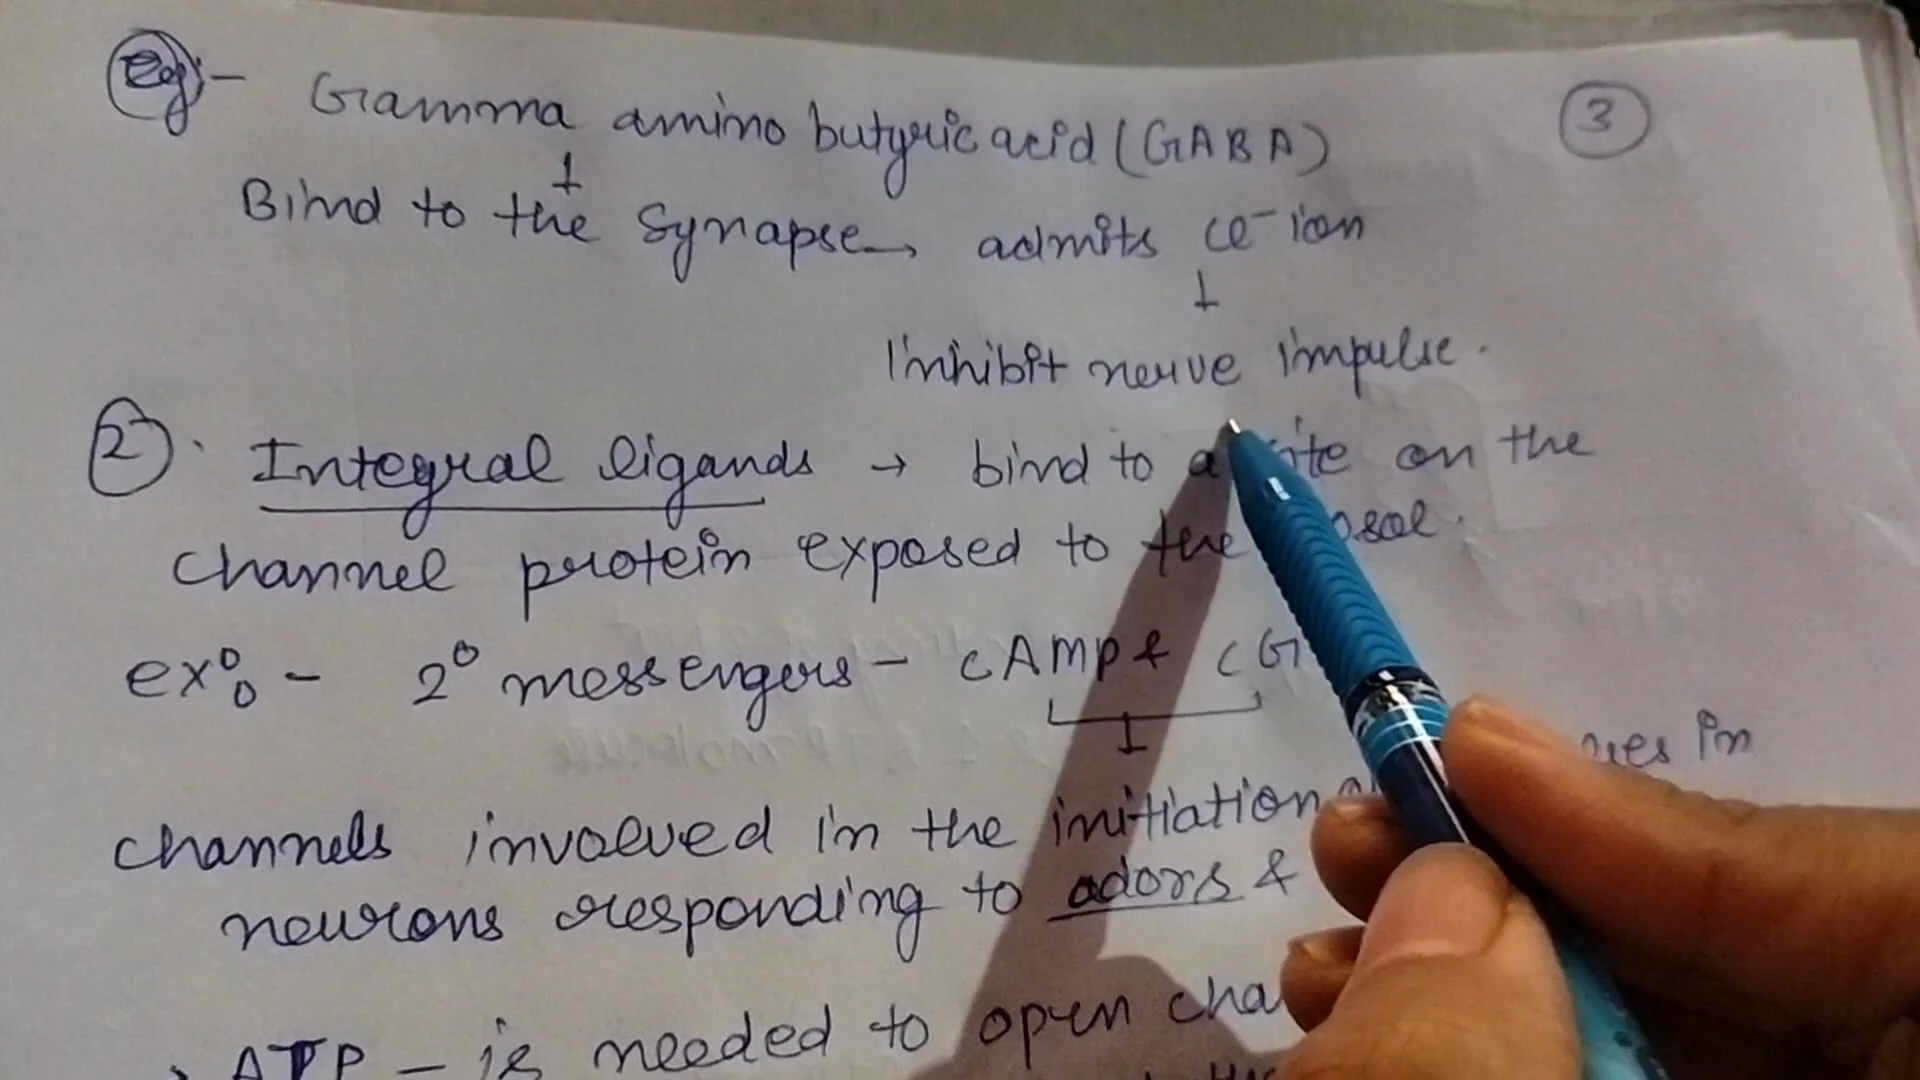 eg:- Gamma amino butyric acid (GABA)
3
Bind to the synapse → admits Cl⁻ ion
↓
Inhibit nerve impulse.
2. Integral ligands → bind to a site on the
channel protein exposed to the
ex:- 2° messengers - cAMP &
channels involved in the initiation in
neurons responding to odors &
→ ATP - is needed to open